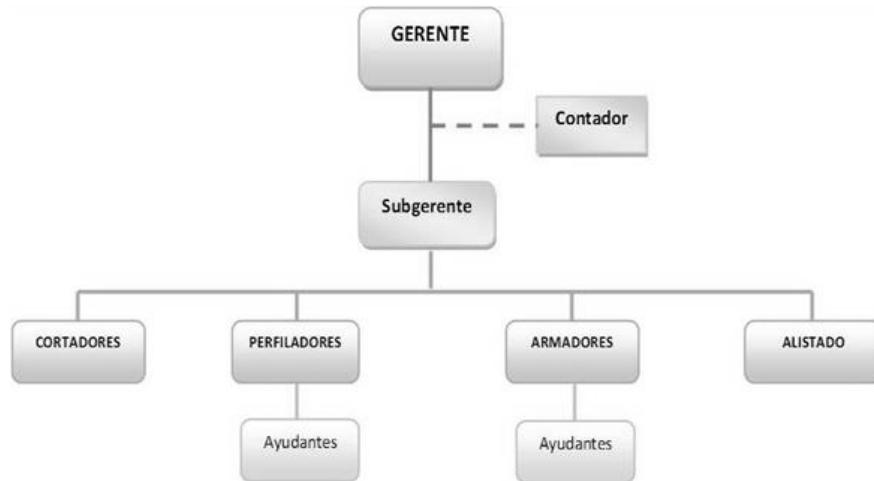 GERENTE
Contador
Subgerente
CORTADORES
PERFILADORES
ARMADORES
ALISTADO
Ayudantes
Ayudantes